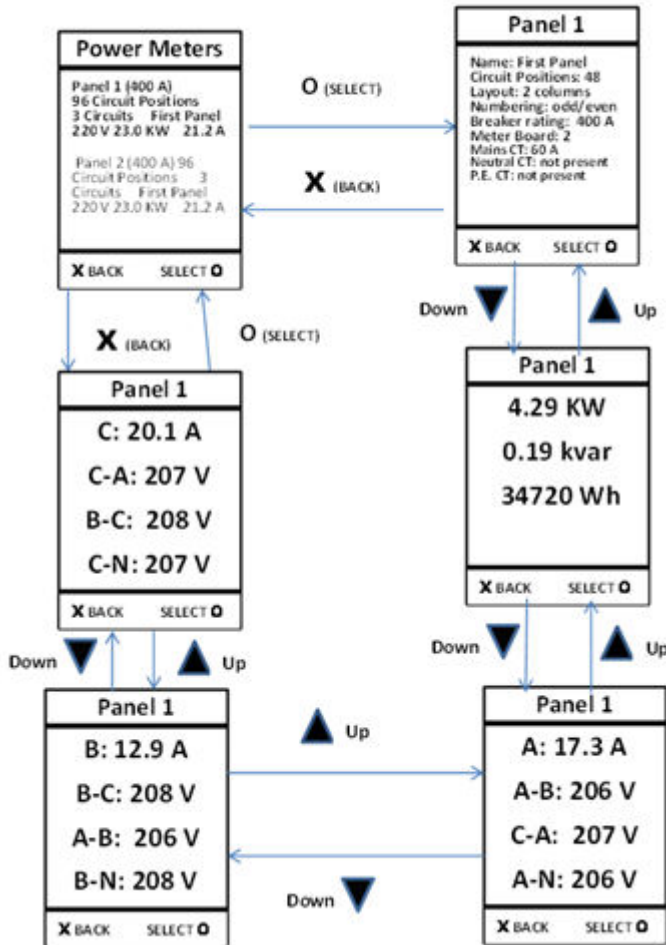 Power Meters
Panel 1 (400 A)
96 Circuit Positions
3 Circuits First Panel
220 V 23.0 KW 21.2 A
Panel 2 (400 A) 96
Circuit Positions 3
Circuits First Panel
220 V 23.0 KW 21.2 A
X BACK SELECT O
O (SELECT)
X (BACK)
Panel 1
Name: First Panel
Circuit Positions: 48
Layout: 2 columns
Numbering: odd/even
Breaker rating: 400 A
Meter Board: 2
Mains CT: 60 A
Neutral CT: not present
P.E. CT: not present
X BACK SELECT O
X (BACK)
O (SELECT)
Down
Up
Panel 1
C: 20.1 A
C-A: 207 V
B-C: 208 V
C-N: 207 V
X BACK SELECT O
Panel 1
4.29 KW
0.19 kvar
34720 Wh
X BACK SELECT O
Down
Up
Down
Up
Panel 1
B: 12.9 A
B-C: 208 V
A-B: 206 V
B-N: 208 V
X BACK SELECT O
Up
Down
Panel 1
A: 17.3 A
A-B: 206 V
C-A: 207 V
A-N: 206 V
X BACK SELECT O